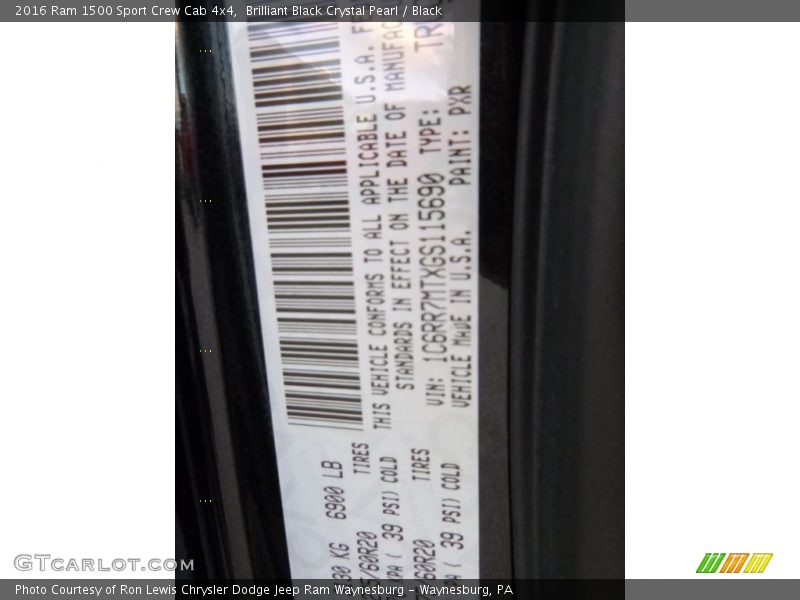 2016 Ram 1500 Sport Crew Cab 4x4,  Brilliant Black Crystal Pearl / Black
THIS VEHICLE CONFORMS TO ALL APPLICABLE U.S.A.
STANDARDS IN EFFECT ON THE DATE OF
VIN: 1C6RR7MTXGS115690 TYPE:
VEHICLE MADE IN U.S.A. PAINT: PXR
KG 6900 LB
TIRES
( 39 PSI) COLD
TIRES
( 39 PSI) COLD
GTCARLOT.COM
Photo Courtesy of Ron Lewis Chrysler Dodge Jeep Ram Waynesburg - Waynesburg, PA